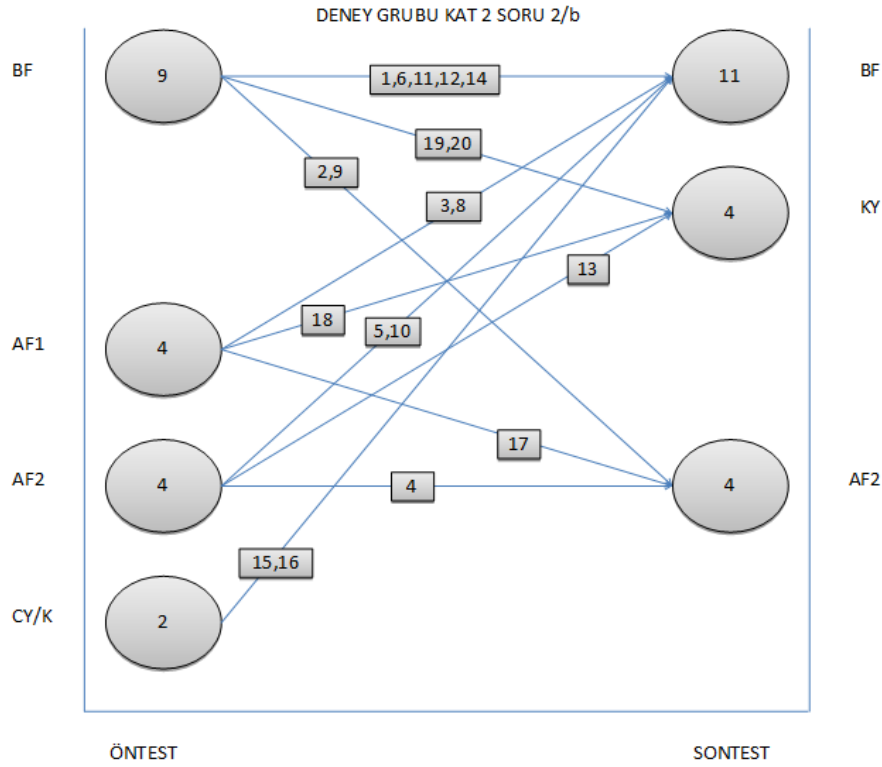 DENEY GRUBU KAT 2 SORU 2/b
BF
9
1,6,11,12,14
11
BF
19,20
2,9
3,8
4
KY
13
18
5,10
AF1
4
17
AF2
4
4
4
AF2
15,16
CY/K
2
ÖNTEST
SONTEST